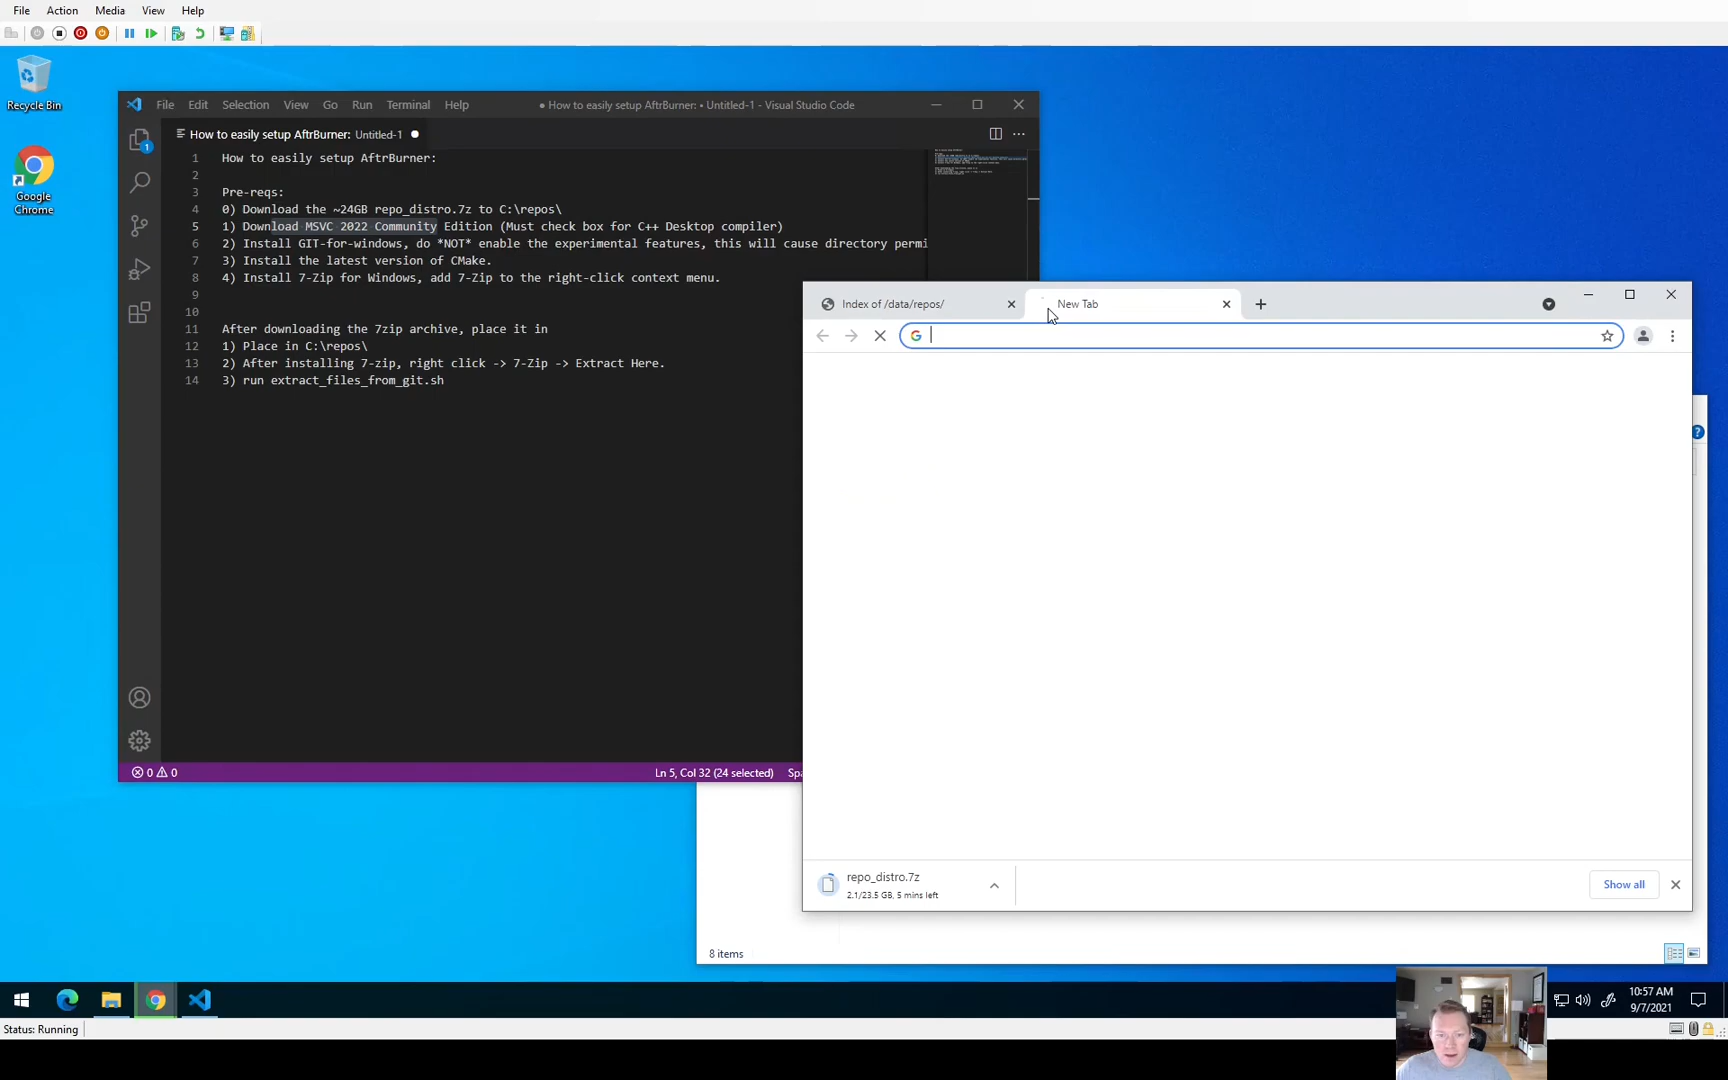 File Action Media View Help
Recycle Bin
Google
Chrome
File Edit Selection View Go Run Terminal Help ● How to easily setup AftrBurner: • Untitled-1 - Visual Studio Code
1
How to easily setup AftrBurner: Untitled-1
1 How to easily setup AftrBurner:
2
3 Pre-reqs:
4 0) Download the ~24GB repo_distro.7z to C:\repos\
5 1) Download MSVC 2022 Community Edition (Must check box for C++ Desktop compiler)
6 2) Install GIT-for-windows, do *NOT* enable the experimental features, this will cause directory permi
7 3) Install the latest version of CMake.
8 4) Install 7-Zip for Windows, add 7-Zip to the right-click context menu.
9
10
11 After downloading the 7zip archive, place it in
12 1) Place in C:\repos\
13 2) After installing 7-zip, right click -> 7-Zip -> Extract Here.
14 3) run extract_files_from_git.sh
0 0
Ln 5, Col 32 (24 selected) Spa
Index of /data/repos/
New Tab
repo_distro.7z
2.1/23.5 GB, 5 mins left
Show all
8 items
10:57 AM
9/7/2021
Status: Running